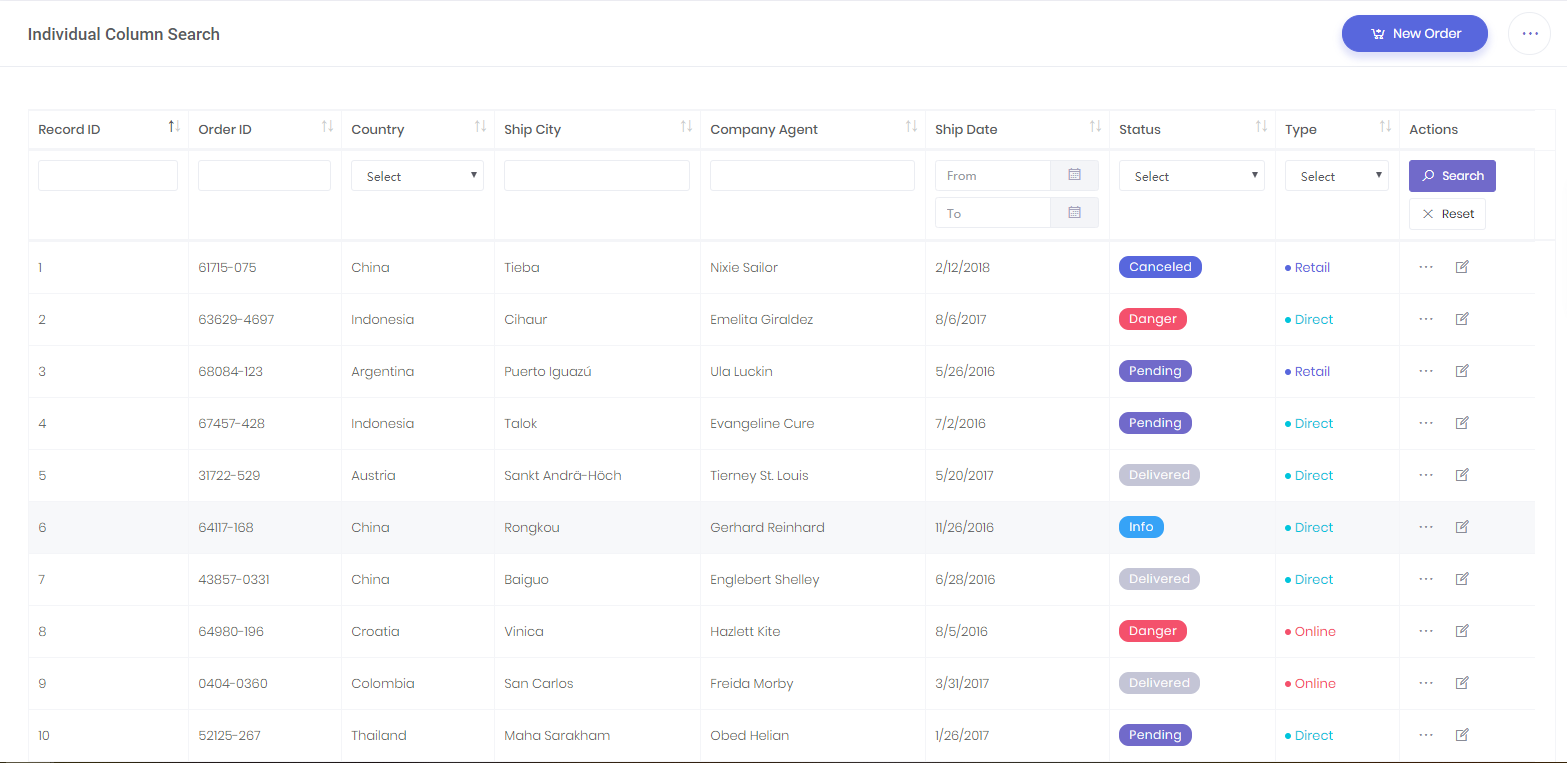 Individual Column Search
New Order
Record ID Order ID Country Ship City Company Agent Ship Date Status Type Actions
Select From Select Select Search
To Reset
1 61715-075 China Tieba Nixie Sailor 2/12/2018 Canceled Retail
2 63629-4697 Indonesia Cihaur Emelita Giraldez 8/6/2017 Danger Direct
3 68084-123 Argentina Puerto Iguazú Ula Luckin 5/26/2016 Pending Retail
4 67457-428 Indonesia Talok Evangeline Cure 7/2/2016 Pending Direct
5 31722-529 Austria Sankt Andrä-Höch Tierney St. Louis 5/20/2017 Delivered Direct
6 64117-168 China Rongkou Gerhard Reinhard 11/26/2016 Info Direct
7 43857-0331 China Baiguo Englebert Shelley 6/28/2016 Delivered Direct
8 64980-196 Croatia Vinica Hazlett Kite 8/5/2016 Danger Online
9 0404-0360 Colombia San Carlos Freida Morby 3/31/2017 Delivered Online
10 52125-267 Thailand Maha Sarakham Obed Helian 1/26/2017 Pending Direct